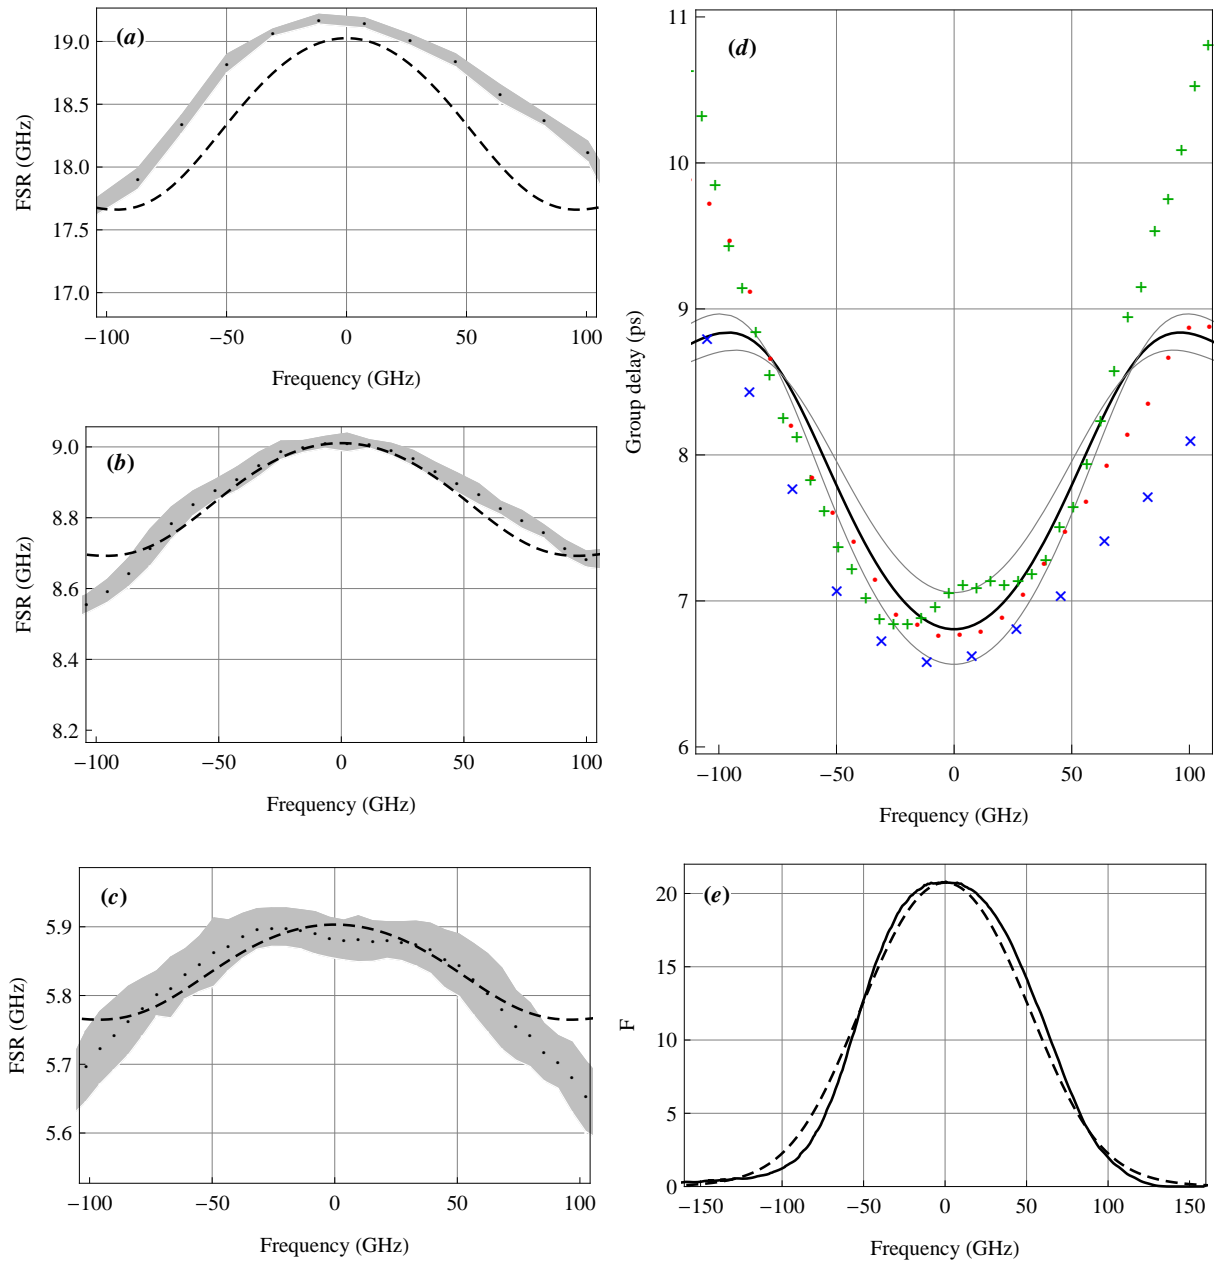 (a)
FSR (GHz)
19.0
18.5
18.0
17.5
17.0
−100 −50 0 50 100
Frequency (GHz)
(b)
FSR (GHz)
9.0
8.8
8.6
8.4
8.2
−100 −50 0 50 100
Frequency (GHz)
(c)
FSR (GHz)
5.9
5.8
5.7
5.6
−100 −50 0 50 100
Frequency (GHz)
(d)
Group delay (ps)
11
10
9
8
7
6
−100 −50 0 50 100
Frequency (GHz)
(e)
F
20
15
10
5
0
−150 −100 −50 0 50 100 150
Frequency (GHz)